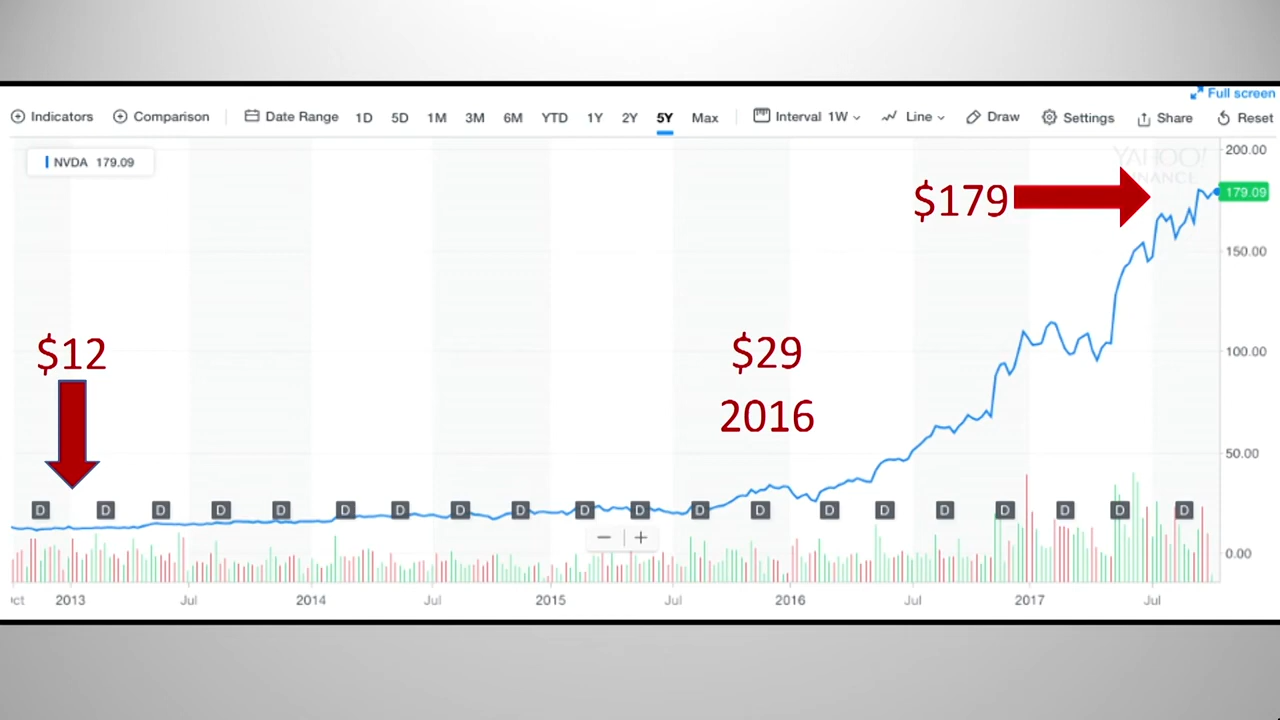 Full screen
Indicators Comparison Date Range 1D 5D 1M 3M 6M YTD 1Y 2Y 5Y Max Interval 1W Line Draw Settings Share Reset
200.00
YAHOO!
FINANCE
NVDA 179.09
$179
179.09
150.00
$12
$29
100.00
2016
50.00
D D D D D D D D D D D D D D D D D D D D
0.00
2013 Jul 2014 Jul 2015 Jul 2016 Jul 2017 Jul